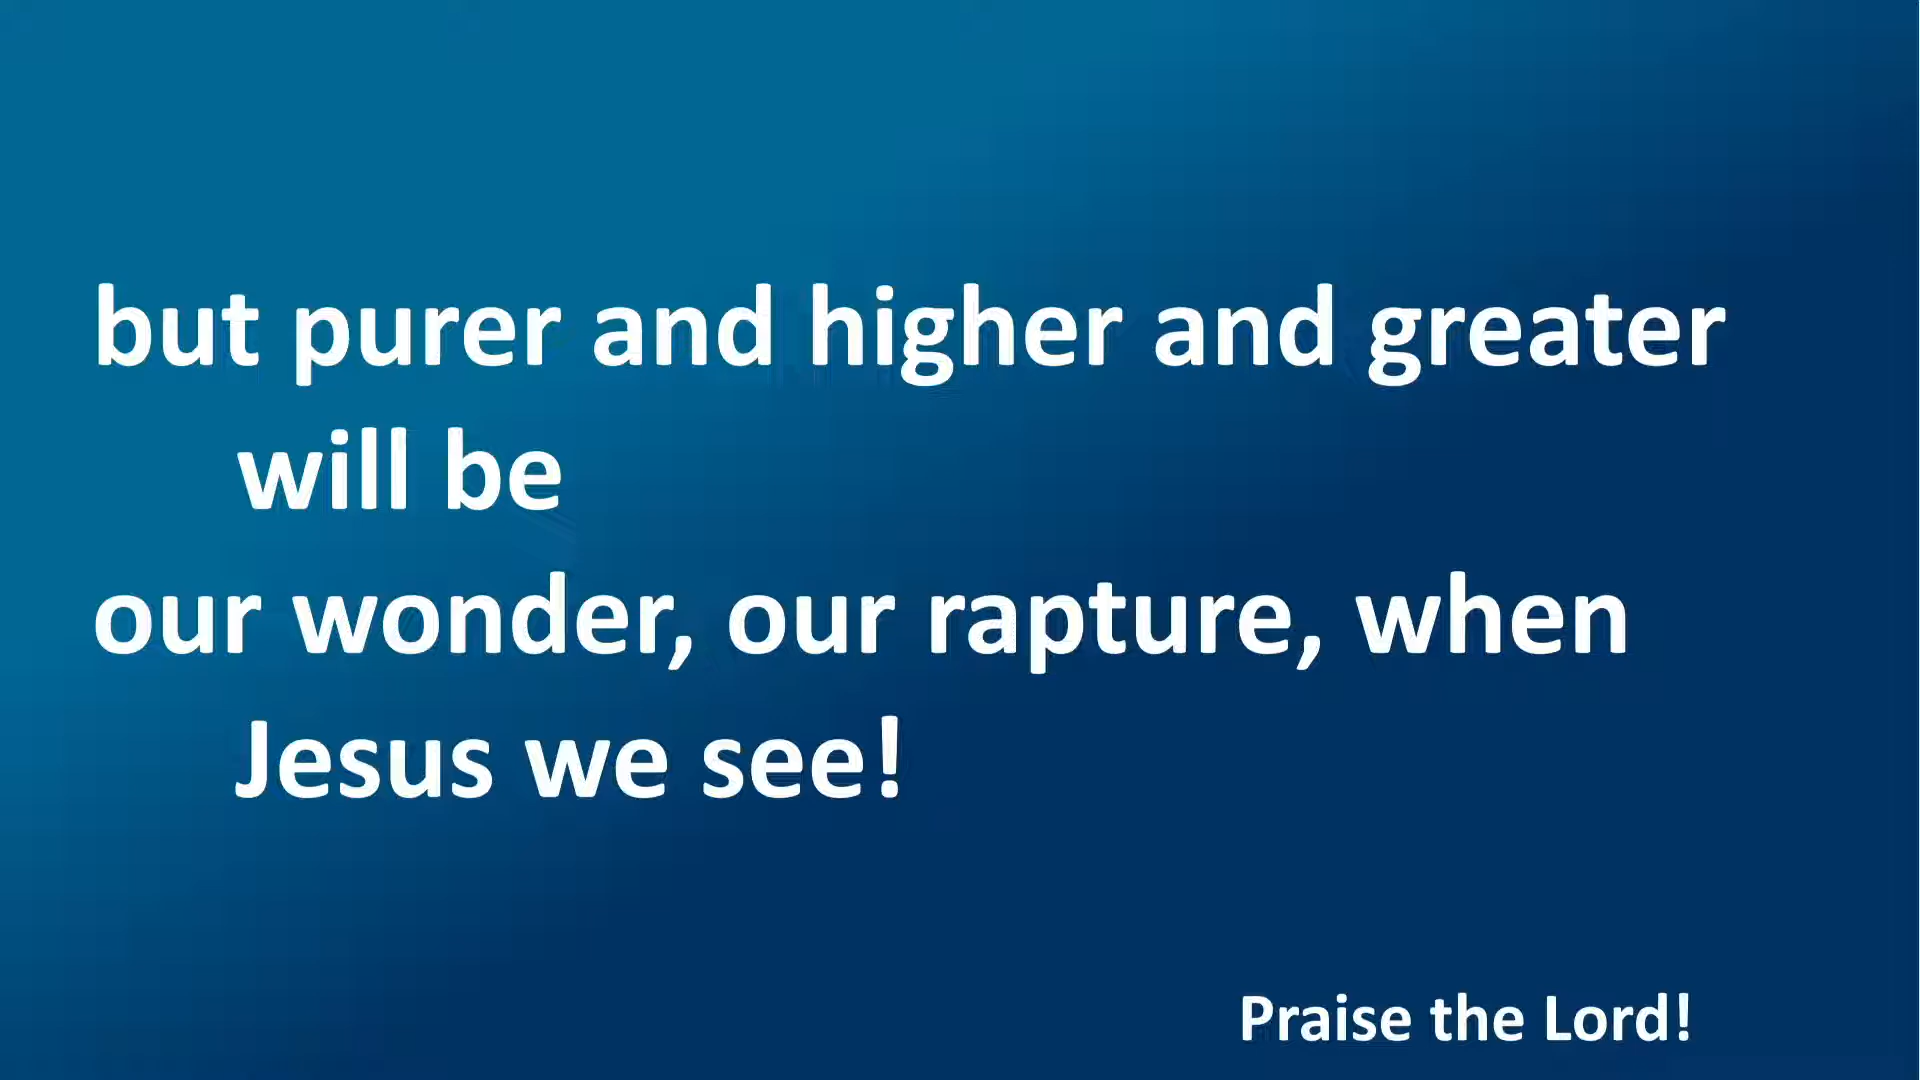 but purer and higher and greater
will be
our wonder, our rapture, when
Jesus we see!
Praise the Lord!